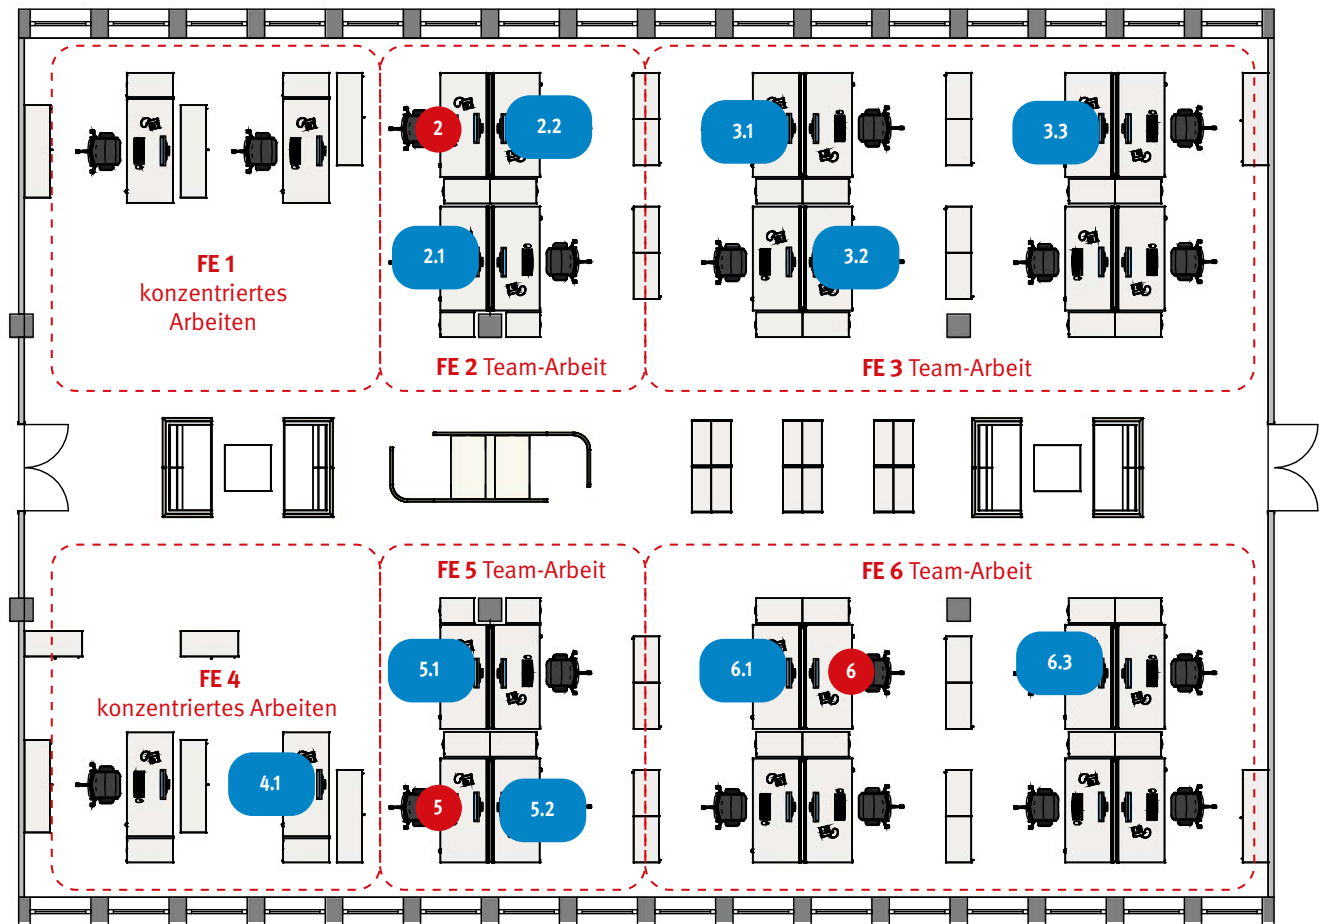 2
2.2
3.1
3.3
2.1
3.2
FE 1
konzentriertes
Arbeiten
FE 2 Team-Arbeit
FE 3 Team-Arbeit
FE 5 Team-Arbeit
FE 6 Team-Arbeit
5.1
6.1
6
6.3
FE 4
konzentriertes Arbeiten
4.1
5
5.2